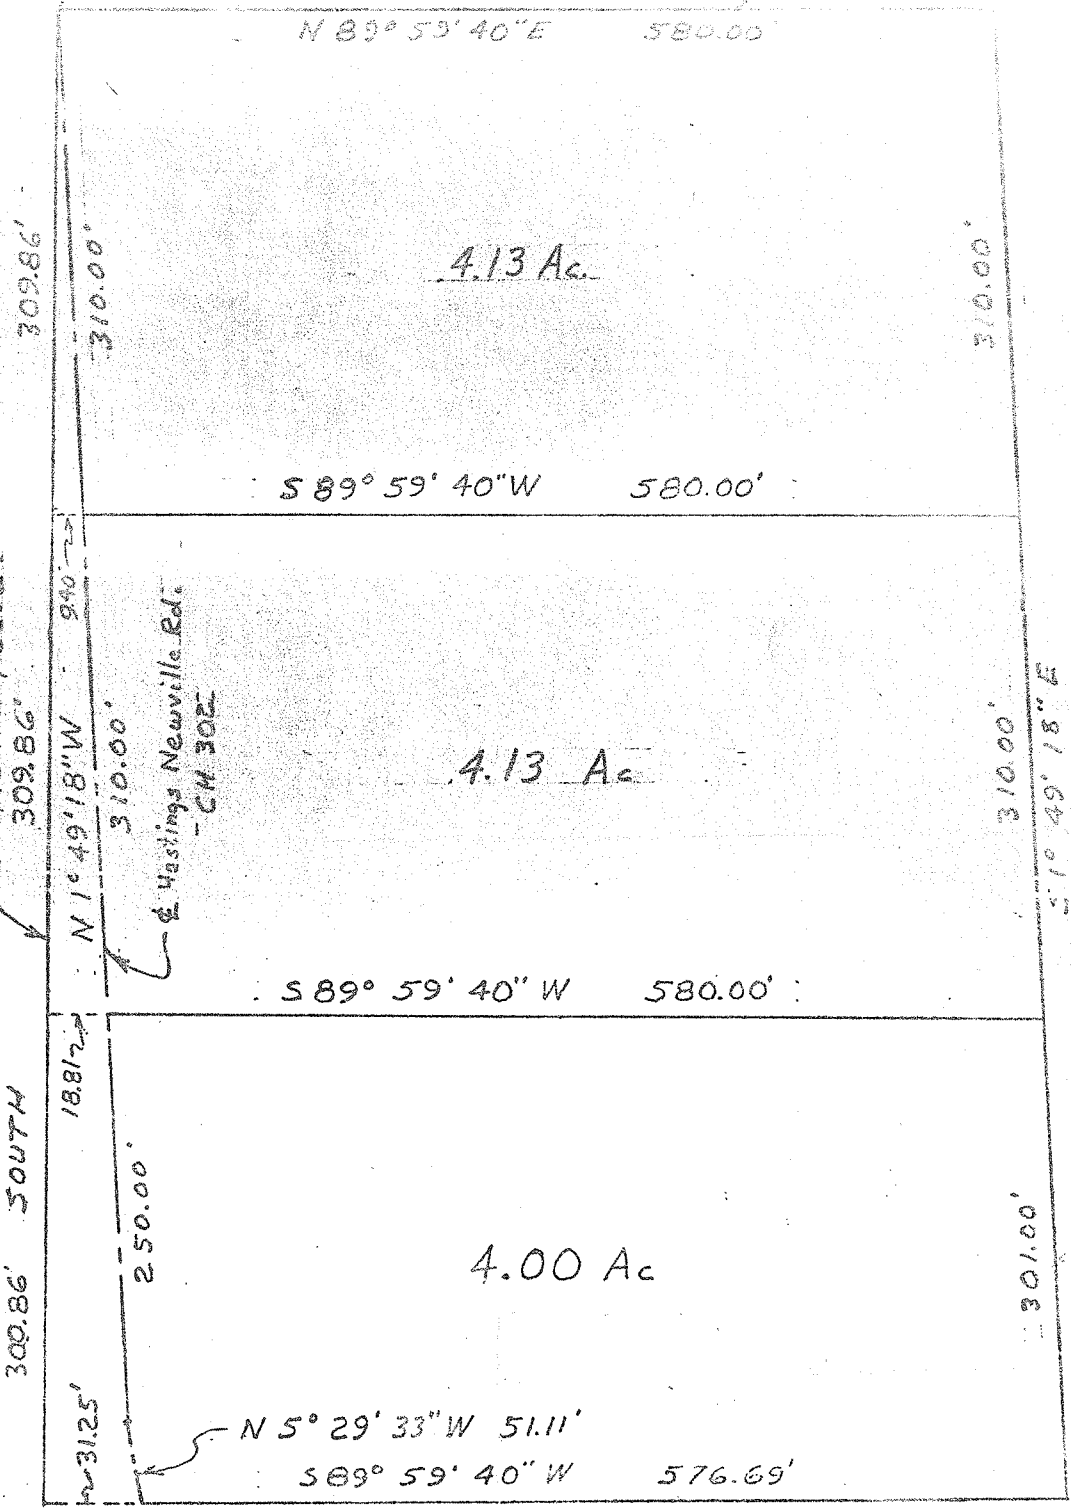 N 89° 59' 40" E 580.00'
309.86'
310.00'
4.13 Ac.
310.00'
S 89° 59' 40" W 580.00'
9.40'
309.86'
N 1° 49' 18" W
310.00'
℄ Hastings Newville Rd.
- CH 30E
4.13 Ac
310.00'
S 1° 49' 18" E
S 89° 59' 40" W 580.00'
18.81
300.86' SOUTH
250.00'
4.00 Ac
301.00'
31.25'
N 5° 29' 33" W 51.11'
S 89° 59' 40" W 576.69'